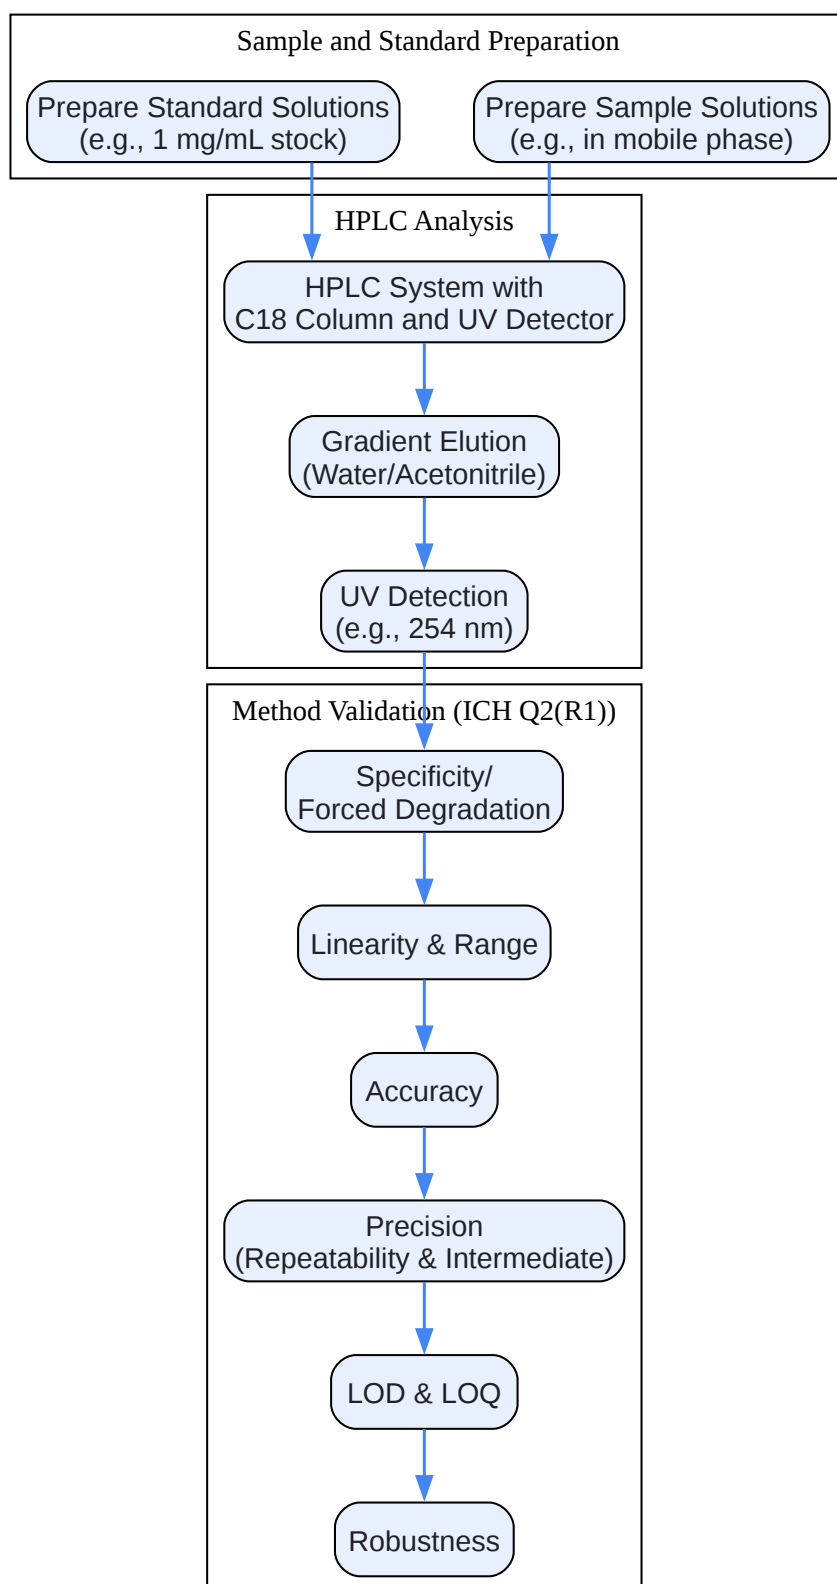 Sample and Standard Preparation
Prepare Standard Solutions
(e.g., 1 mg/mL stock)
Prepare Sample Solutions
(e.g., in mobile phase)
HPLC Analysis
HPLC System with
C18 Column and UV Detector
Gradient Elution
(Water/Acetonitrile)
UV Detection
(e.g., 254 nm)
Method Validation (ICH Q2(R1))
Specificity/
Forced Degradation
Linearity & Range
Accuracy
Precision
(Repeatability & Intermediate)
LOD & LOQ
Robustness